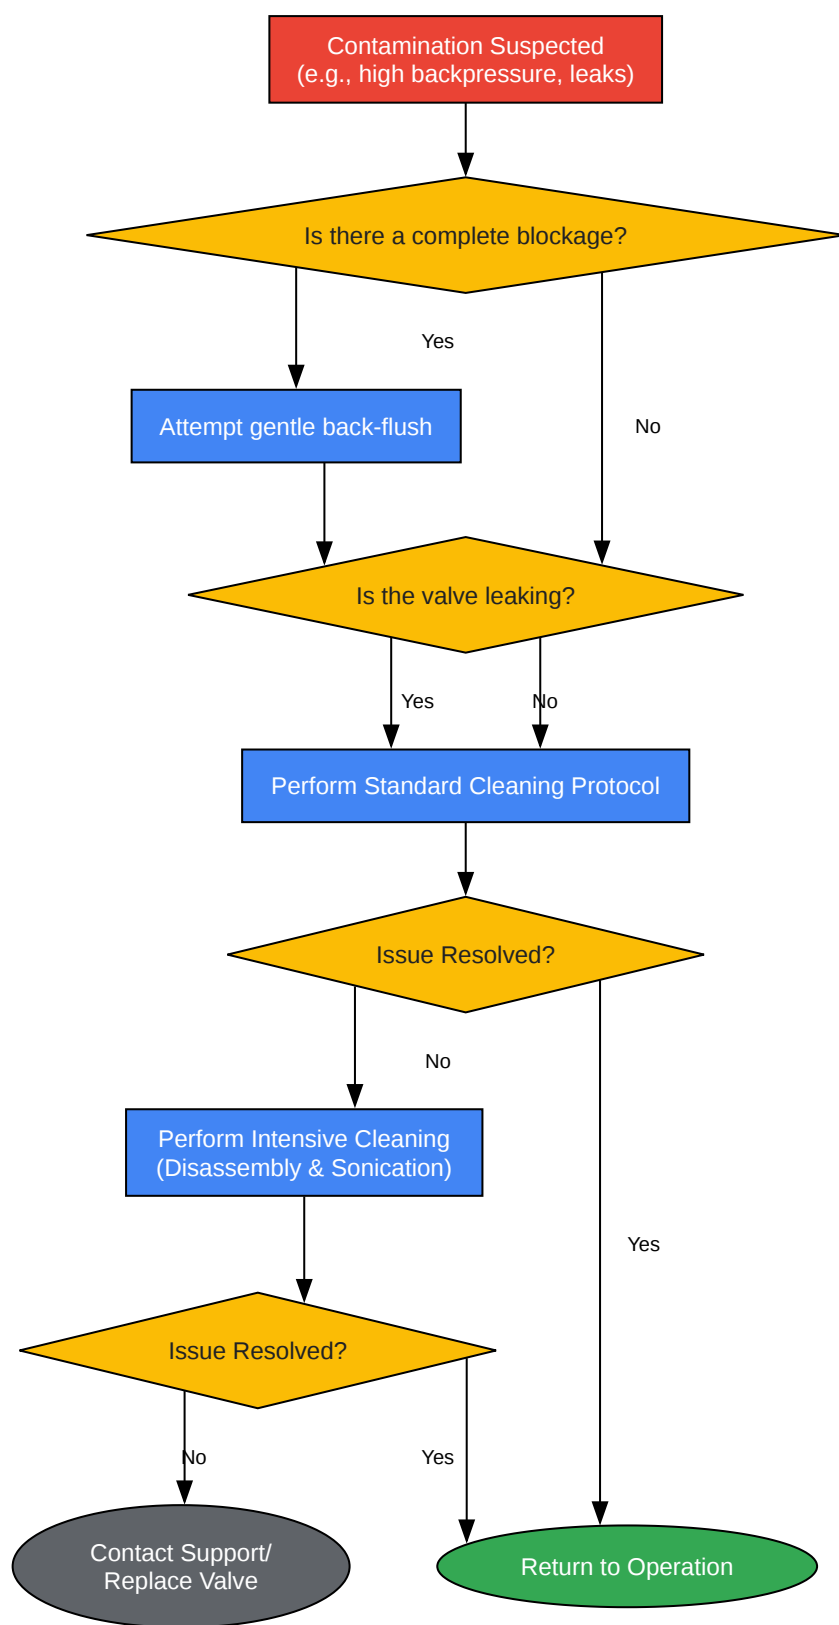 Contamination Suspected
(e.g., high backpressure, leaks)
Is there a complete blockage?
Yes
Attempt gentle back-flush
No
Is the valve leaking?
Yes
No
Perform Standard Cleaning Protocol
Issue Resolved?
No
Perform Intensive Cleaning
(Disassembly & Sonication)
Yes
Issue Resolved?
No
Yes
Contact Support/
Replace Valve
Return to Operation